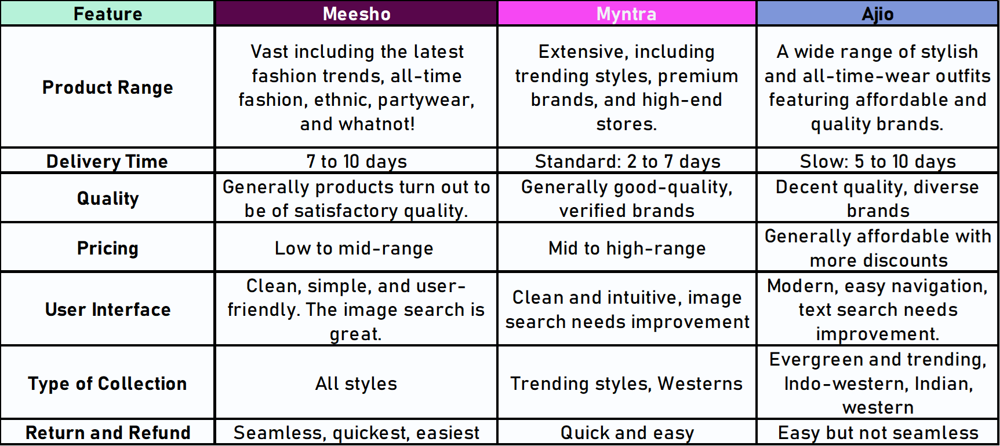 Feature
Meesho
Myntra
Ajio
Product Range
Vast including the latest
fashion trends, all-time
fashion, ethnic, partywear,
and whatnot!
Extensive, including
trending styles, premium
brands, and high-end
stores.
A wide range of stylish
and all-time-wear outfits
featuring affordable and
quality brands.
Delivery Time
7 to 10 days
Standard: 2 to 7 days
Slow: 5 to 10 days
Quality
Generally products turn out to
be of satisfactory quality.
Generally good-quality,
verified brands
Decent quality, diverse
brands
Pricing
Low to mid-range
Mid to high-range
Generally affordable with
more discounts
User Interface
Clean, simple, and user-
friendly. The image search is
great.
Clean and intuitive, image
search needs improvement
Modern, easy navigation,
text search needs
improvement.
Type of Collection
All styles
Trending styles, Westerns
Evergreen and trending,
Indo-western, Indian,
western
Return and Refund
Seamless, quickest, easiest
Quick and easy
Easy but not seamless